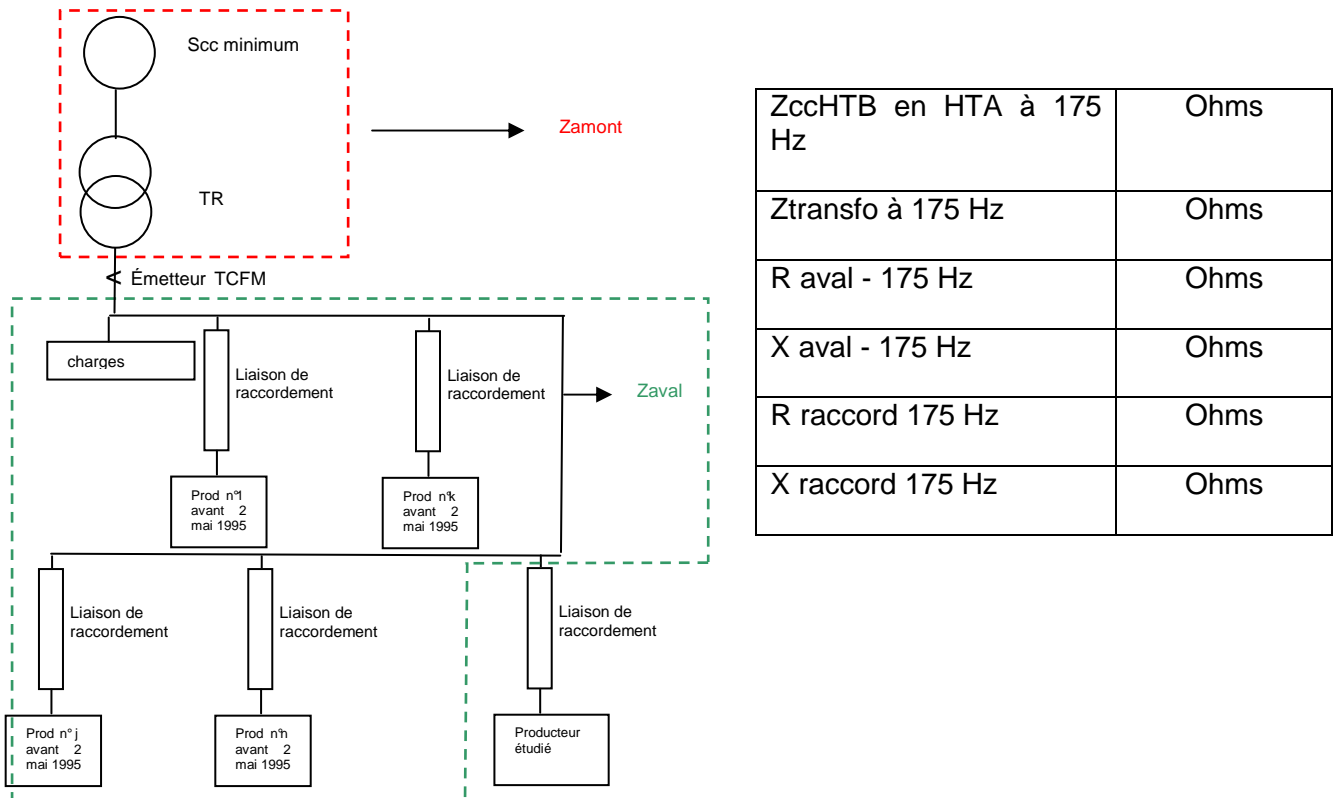 Scc minimum
Zamont
TR
Émetteur TCFM
charges
Liaison de
raccordement
Liaison de
raccordement
Zaval
Prod n°1
avant 2
mai 1995
Prod n°k
avant 2
mai 1995
Liaison de
raccordement
Liaison de
raccordement
Liaison de
raccordement
Prod n° j
avant 2
mai 1995
Prod n°n
avant 2
mai 1995
Producteur
étudié
ZccHTB en HTA à 175
Hz
Ohms
Ztransfo à 175 Hz
Ohms
R aval - 175 Hz
Ohms
X aval - 175 Hz
Ohms
R raccord 175 Hz
Ohms
X raccord 175 Hz
Ohms